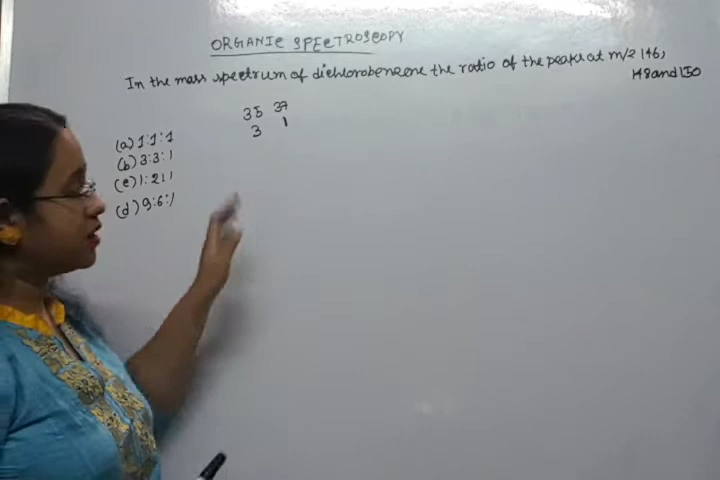 ORGANIC SPECTROSCOPY
In the mass spectrum of dichlorobenzene the ratio of the peaks at m/z 146,
148 and 150
35 37
3 1
(a) 1:1:1
(b) 3:3:1
(c) 1:2:1
(d) 9:6:1